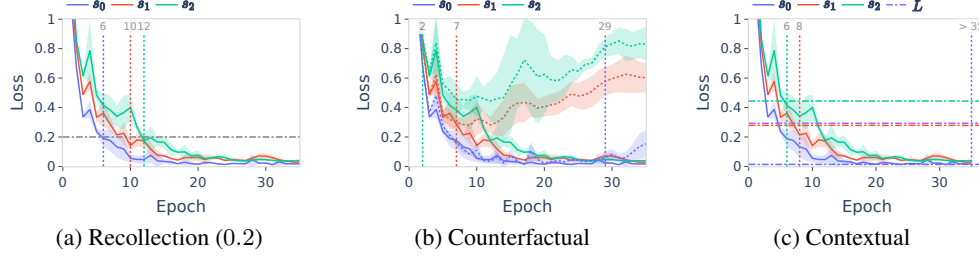 s₀ s₁ s₂
s₀ s₁ s₂
s₀ s₁ s₂ L
1
0.8
0.6
0.4
0.2
0
Loss
6 10 12
0 10 20 30
Epoch
(a) Recollection (0.2)
1
0.8
0.6
0.4
0.2
0
Loss
2 7 29
0 10 20 30
Epoch
(b) Counterfactual
1
0.8
0.6
0.4
0.2
0
Loss
6 8
0 10 20 30
Epoch
(c) Contextual